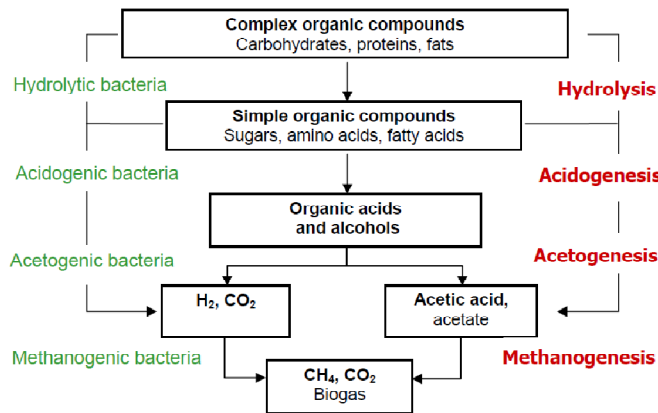 Complex organic compounds
Carbohydrates, proteins, fats
Hydrolytic bacteria
Hydrolysis
Simple organic compounds
Sugars, amino acids, fatty acids
Acidogenic bacteria
Acidogenesis
Organic acids
and alcohols
Acetogenic bacteria
Acetogenesis
H₂, CO₂
Acetic acid,
acetate
Methanogenic bacteria
Methanogenesis
CH₄, CO₂
Biogas